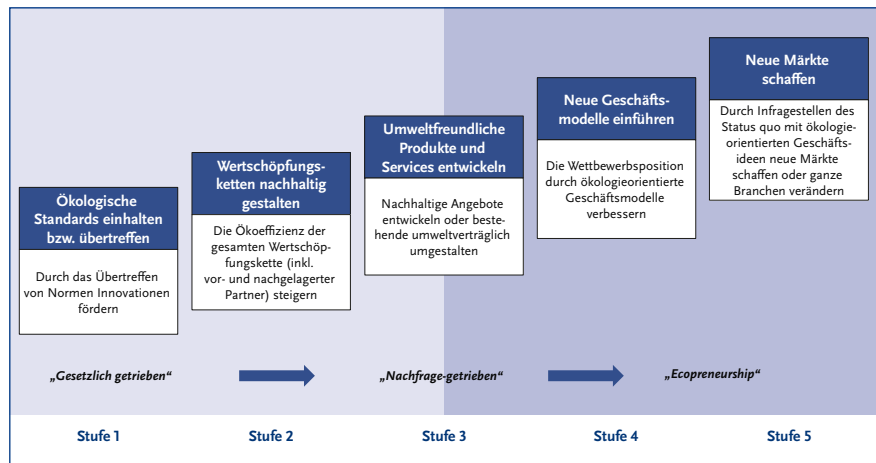 Ökologische
Standards einhalten
bzw. übertreffen
Durch das Übertreffen
von Normen Innovationen
fördern
Wertschöpfungs-
ketten nachhaltig
gestalten
Die Ökoeffizienz der
gesamten Wertschöp-
fungskette (inkl.
vor- und nachgelagerter
Partner) steigern
Umweltfreundliche
Produkte und
Services entwickeln
Nachhaltige Angebote
entwickeln oder beste-
hende umweltverträglich
umgestalten
Neue Geschäfts-
modelle einführen
Die Wettbewerbsposition
durch ökologieorientierte
Geschäftsmodelle
verbessern
Neue Märkte
schaffen
Durch Infragestellen des
Status quo mit ökologie-
orientierten Geschäfts-
ideen neue Märkte
schaffen oder ganze
Branchen verändern
„Gesetzlich getrieben“
„Nachfrage-getrieben“
„Ecopreneurship“
Stufe 1
Stufe 2
Stufe 3
Stufe 4
Stufe 5